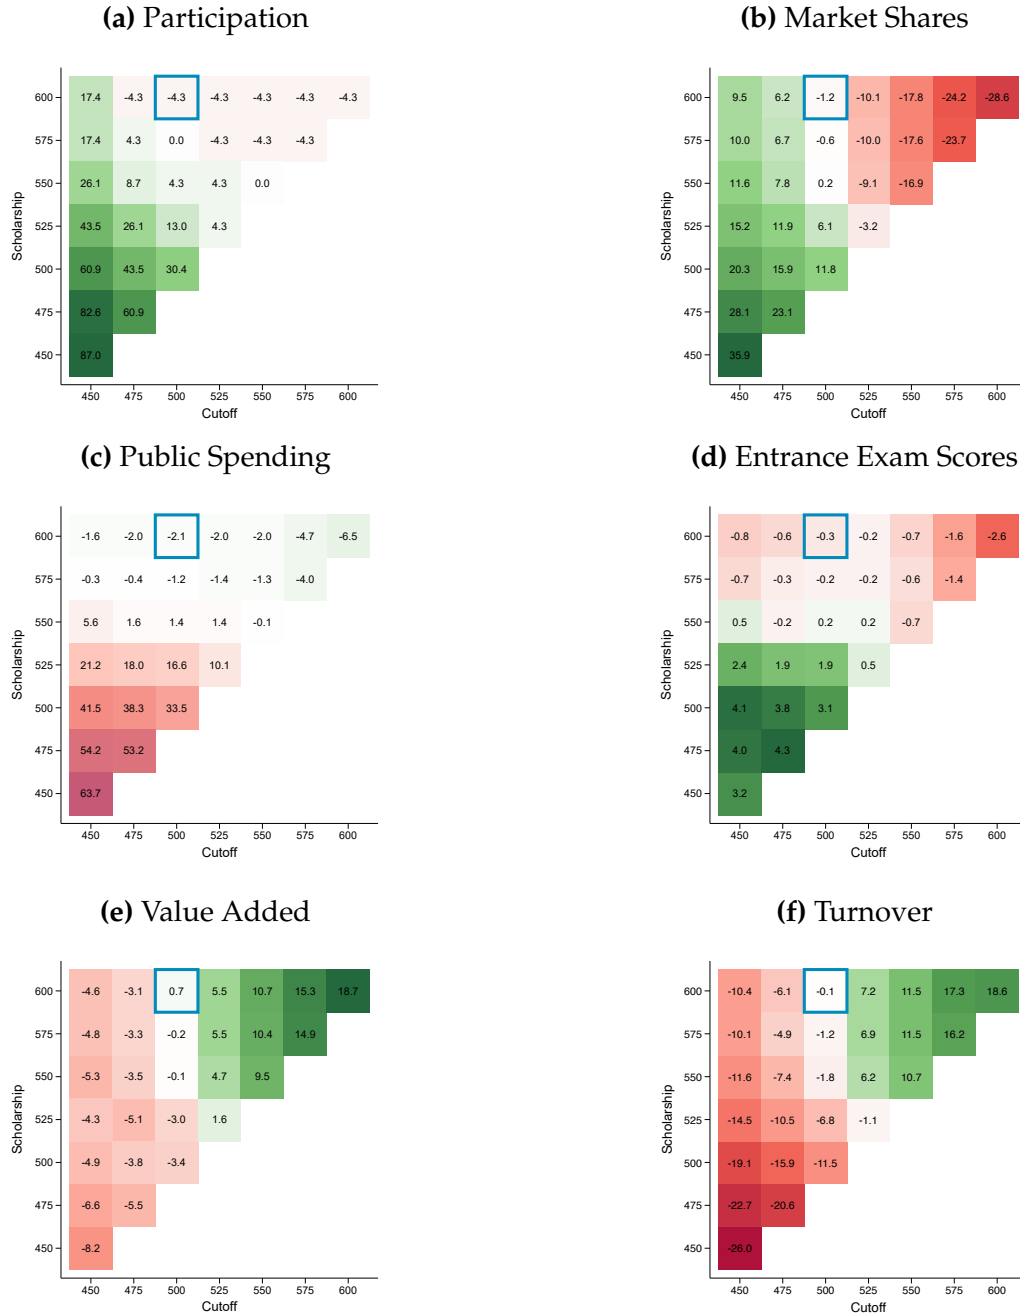 (a) Participation
600 17.4 -4.3 -4.3 -4.3 -4.3 -4.3 -4.3
575 17.4 4.3 0.0 -4.3 -4.3 -4.3
550 26.1 8.7 4.3 4.3 0.0
525 43.5 26.1 13.0 4.3
500 60.9 43.5 30.4
475 82.6 60.9
450 87.0
Scholarship
450 475 500 525 550 575 600
Cutoff
(b) Market Shares
600 9.5 6.2 -1.2 -10.1 -17.8 -24.2 -28.6
575 10.0 6.7 -0.6 -10.0 -17.6 -23.7
550 11.6 7.8 0.2 -9.1 -16.9
525 15.2 11.9 6.1 -3.2
500 20.3 15.9 11.8
475 28.1 23.1
450 35.9
Scholarship
450 475 500 525 550 575 600
Cutoff
(c) Public Spending
600 -1.6 -2.0 -2.1 -2.0 -2.0 -4.7 -6.5
575 -0.3 -0.4 -1.2 -1.4 -1.3 -4.0
550 5.6 1.6 1.4 1.4 -0.1
525 21.2 18.0 16.6 10.1
500 41.5 38.3 33.5
475 54.2 53.2
450 63.7
Scholarship
450 475 500 525 550 575 600
Cutoff
(d) Entrance Exam Scores
600 -0.8 -0.6 -0.3 -0.2 -0.7 -1.6 -2.6
575 -0.7 -0.3 -0.2 -0.2 -0.6 -1.4
550 0.5 -0.2 0.2 0.2 -0.7
525 2.4 1.9 1.9 0.5
500 4.1 3.8 3.1
475 4.0 4.3
450 3.2
Scholarship
450 475 500 525 550 575 600
Cutoff
(e) Value Added
600 -4.6 -3.1 0.7 5.5 10.7 15.3 18.7
575 -4.8 -3.3 -0.2 5.5 10.4 14.9
550 -5.3 -3.5 -0.1 4.7 9.5
525 -4.3 -5.1 -3.0 1.6
500 -4.9 -3.8 -3.4
475 -6.6 -5.5
450 -8.2
Scholarship
450 475 500 525 550 575 600
Cutoff
(f) Turnover
600 -10.4 -6.1 -0.1 7.2 11.5 17.3 18.6
575 -10.1 -4.9 -1.2 6.9 11.5 16.2
550 -11.6 -7.4 -1.8 6.2 10.7
525 -14.5 -10.5 -6.8 -1.1
500 -19.1 -15.9 -11.5
475 -22.7 -20.6
450 -26.0
Scholarship
450 475 500 525 550 575 600
Cutoff